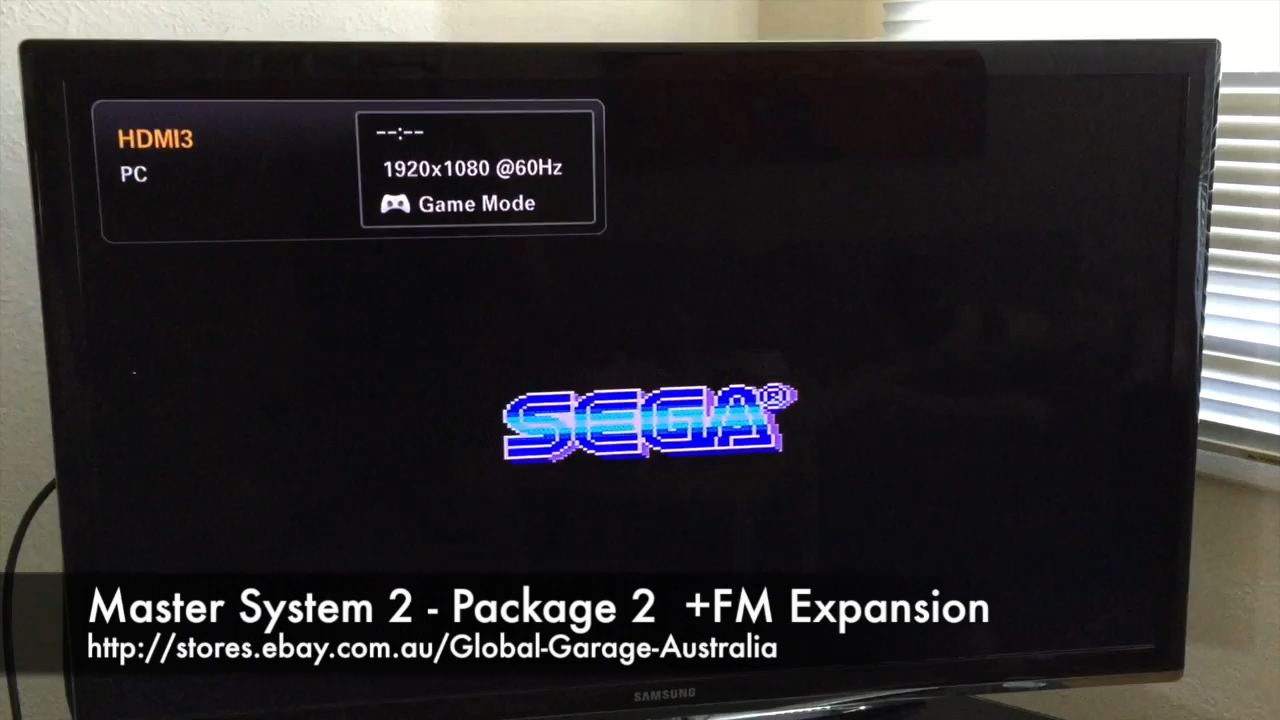 HDMI3
PC
--:--
1920x1080 @60Hz
Game Mode
SEGA®
Master System 2 - Package 2 +FM Expansion
http://stores.ebay.com.au/Global-Garage-Australia
SAMSUNG